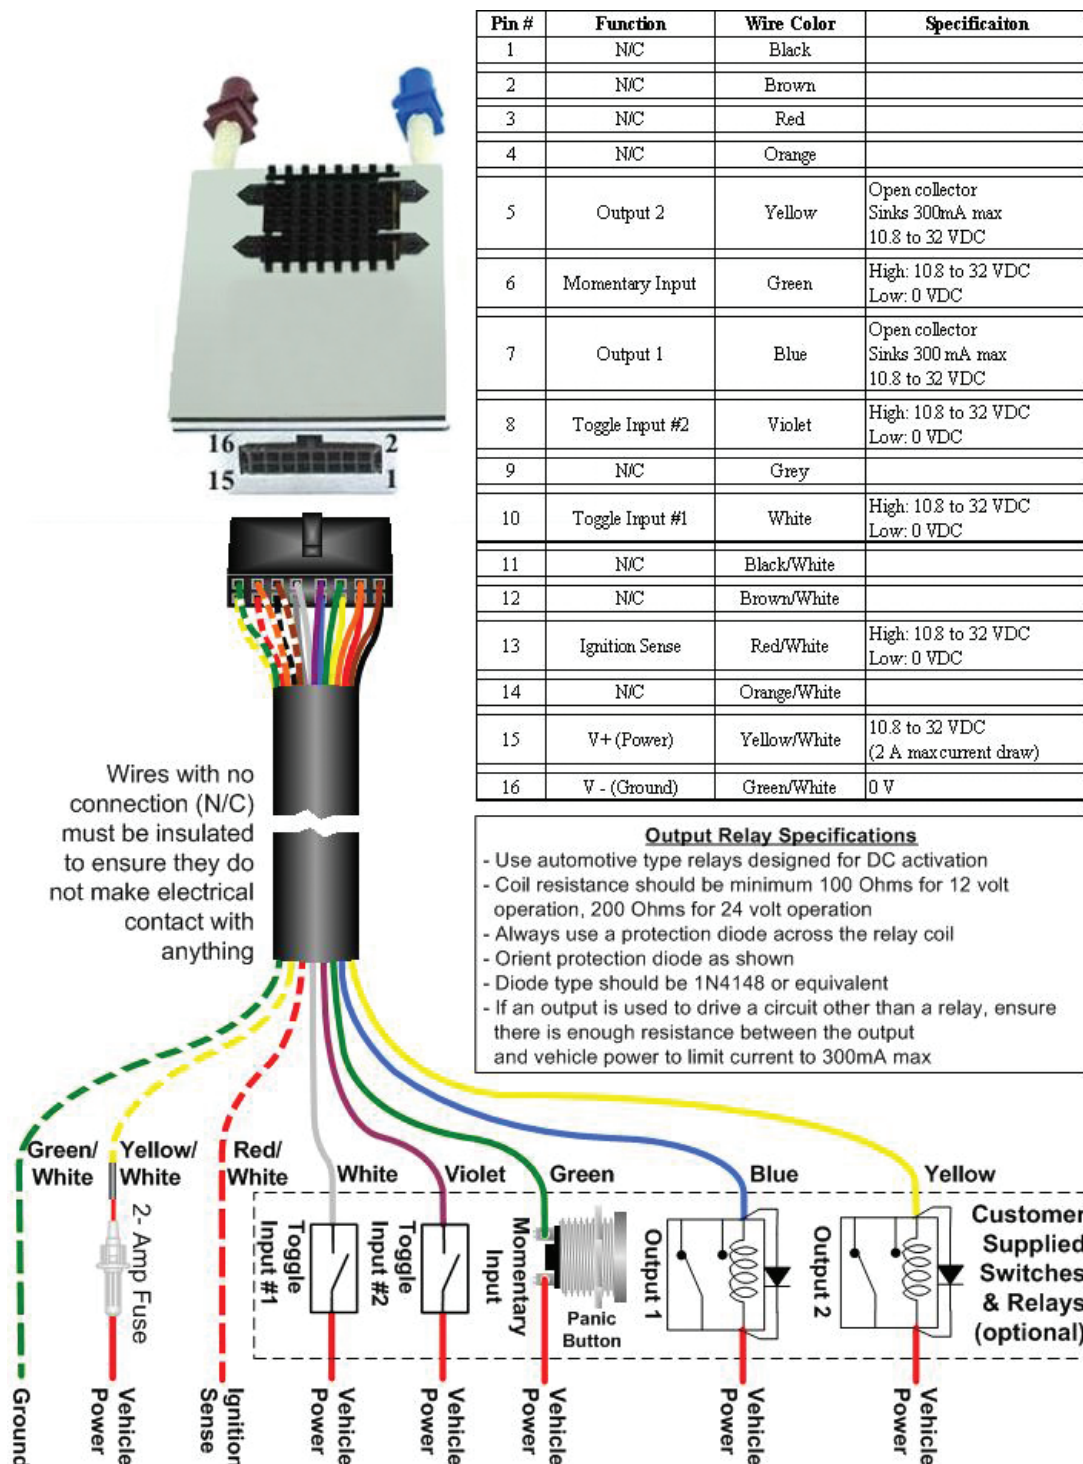 Pin # Function Wire Color Specificaiton
1 N/C Black
2 N/C Brown
3 N/C Red
4 N/C Orange
5 Output 2 Yellow Open collector
Sinks 300mA max
10.8 to 32 VDC
6 Momentary Input Green High: 10.8 to 32 VDC
Low: 0 VDC
7 Output 1 Blue Open collector
Sinks 300 mA max
10.8 to 32 VDC
8 Toggle Input #2 Violet High: 10.8 to 32 VDC
Low: 0 VDC
9 N/C Grey
10 Toggle Input #1 White High: 10.8 to 32 VDC
Low: 0 VDC
11 N/C Black/White
12 N/C Brown/White
13 Ignition Sense Red/White High: 10.8 to 32 VDC
Low: 0 VDC
14 N/C Orange/White
15 V+ (Power) Yellow/White 10.8 to 32 VDC
(2 A max current draw)
16 V - (Ground) Green/White 0 V
16 2
15 1
Wires with no
connection (N/C)
must be insulated
to ensure they do
not make electrical
contact with
anything
Output Relay Specifications
- Use automotive type relays designed for DC activation
- Coil resistance should be minimum 100 Ohms for 12 volt
operation, 200 Ohms for 24 volt operation
- Always use a protection diode across the relay coil
- Orient protection diode as shown
- Diode type should be 1N4148 or equivalent
- If an output is used to drive a circuit other than a relay, ensure
there is enough resistance between the output
and vehicle power to limit current to 300mA max
Green/
White
Yellow/
White
Red/
White
White
Violet
Green
Blue
Yellow
2- Amp Fuse
Toggle
Input #1
Toggle
Input #2
Momentary
Input
Panic
Button
Output 1
Output 2
Customer
Supplied
Switches
& Relays
(optional)
Ground
Vehicle
Power
Ignition
Sense
Vehicle
Power
Vehicle
Power
Vehicle
Power
Vehicle
Power
Vehicle
Power